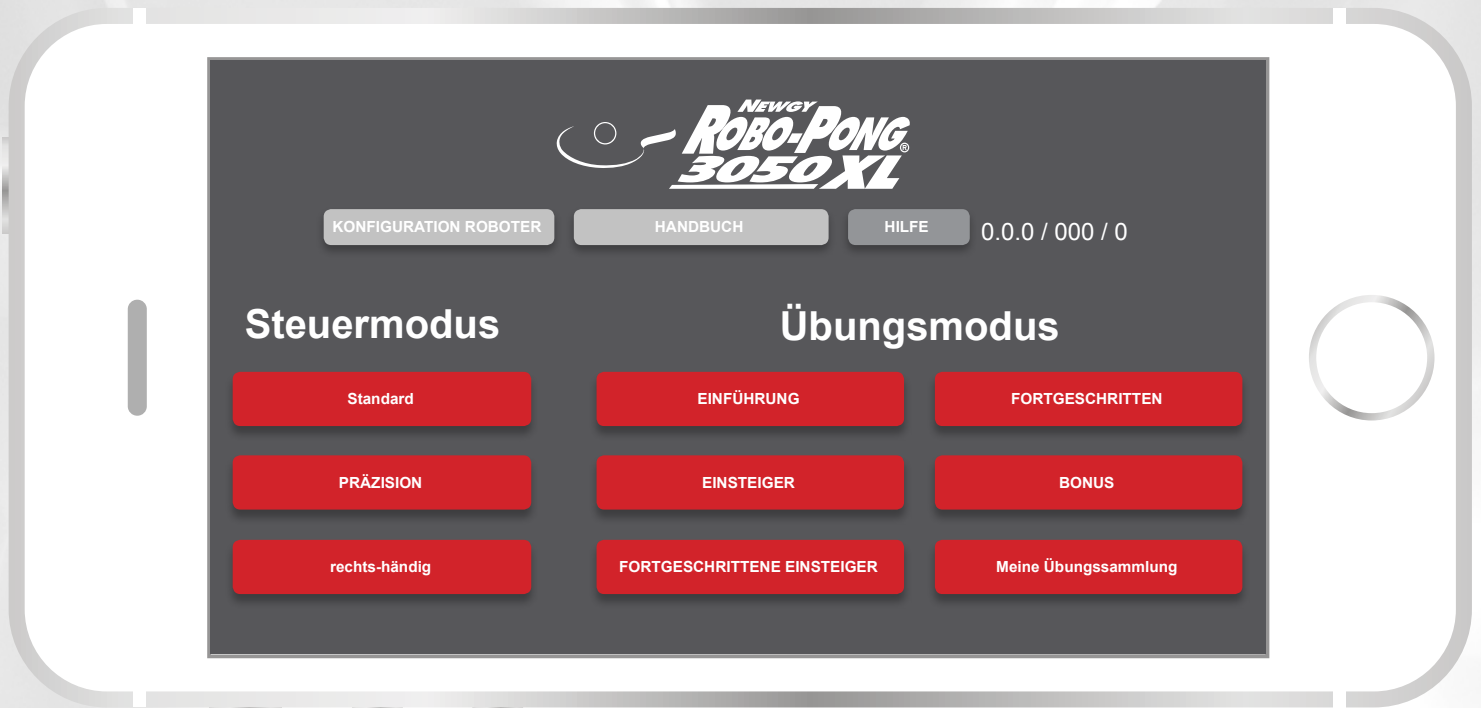 NEWGY
ROBO-PONG®
3050XL
KONFIGURATION ROBOTER HANDBUCH HILFE 0.0.0 / 000 / 0
Steuermodus Übungsmodus
Standard EINFÜHRUNG FORTGESCHRITTEN
PRÄZISION EINSTEIGER BONUS
rechts-händig FORTGESCHRITTENE EINSTEIGER Meine Übungssammlung